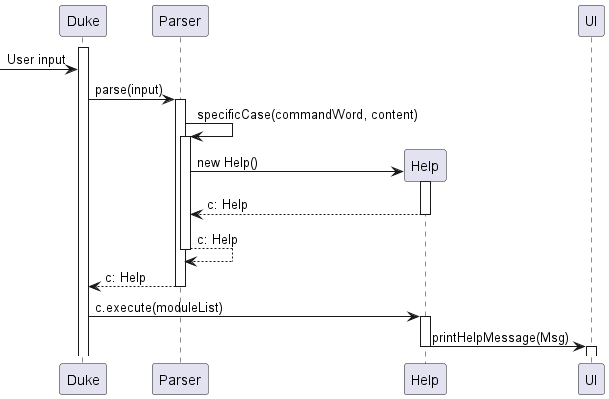 Duke
Parser
UI
User input
parse(input)
specificCase(commandWord, content)
new Help()
Help
c: Help
c: Help
c: Help
c.execute(moduleList)
printHelpMessage(Msg)
Duke
Parser
Help
UI